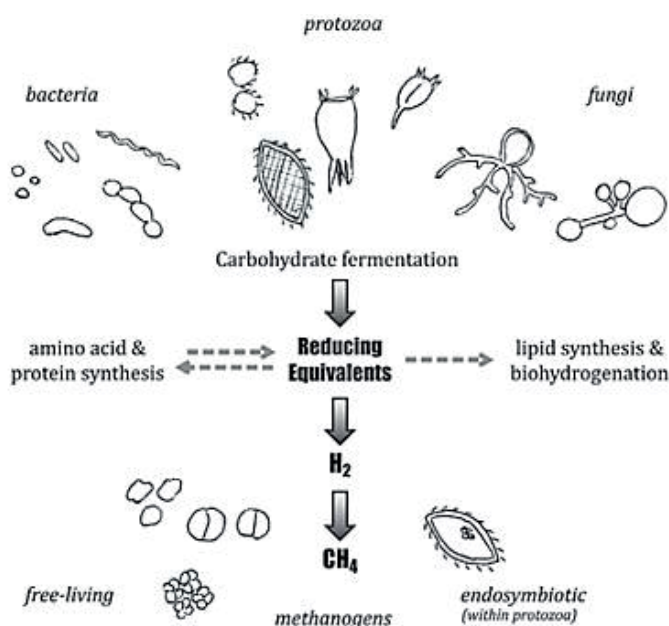 protozoa
bacteria
fungi
Carbohydrate fermentation
amino acid &
protein synthesis
Reducing
Equivalents
lipid synthesis &
biohydrogenation
H2
CH4
free-living
methanogens
endosymbiotic
(within protozoa)